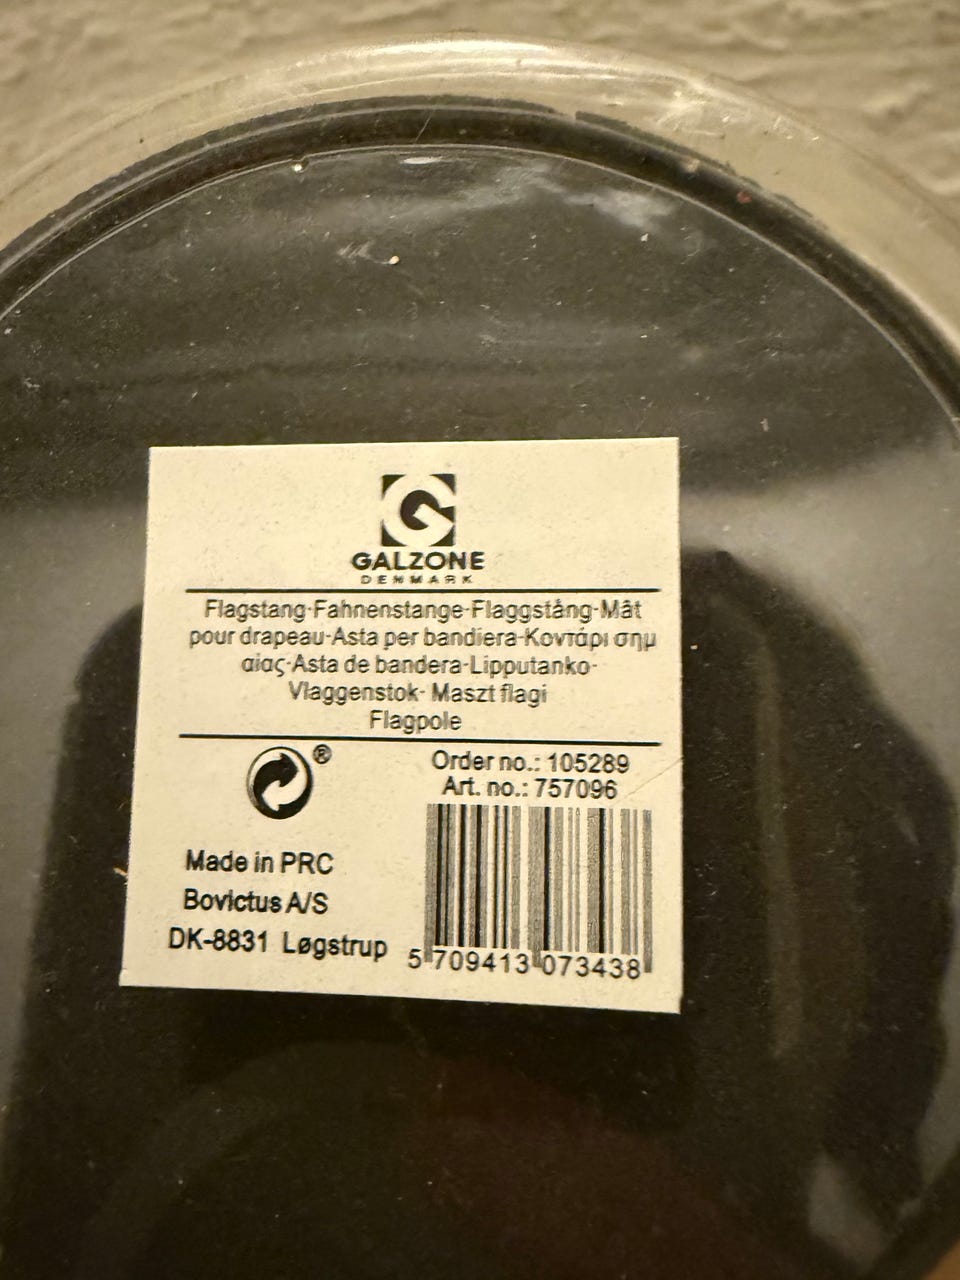 G
GALZONE
DENMARK
Flagstang-Fahnenstange-Flaggstång-Mât
pour drapeau-Asta per bandiera-Κοντάρι σημ
αίας-Asta de bandera-Lipputanko-
Vlaggenstok- Maszt flagi
Flagpole
®
Order no.: 105289
Art. no.: 757096
Made in PRC
Bovictus A/S
DK-8831 Løgstrup
5 709413 073438